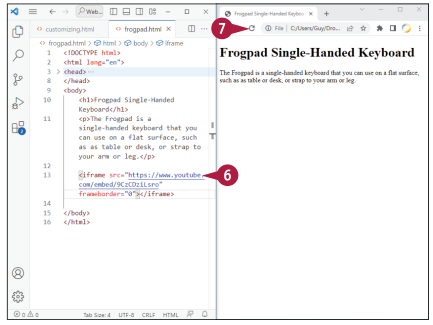 Web...
customizing.html
frogpad.html
frogpad.html > html > body > iframe
1 <!DOCTYPE html>
2 <html lang="en">
3 > <head>...
8 </head>
9 <body>
10 <h1>Frogpad Single-Handed
Keyboard</h1>
11 <p>The Frogpad is a
single-handed keyboard that you
can use on a flat surface, such
as as table or desk, or strap to
your arm or leg.</p>
12
13 <iframe src="https://www.youtube.
com/embed/9CzCDziLsro"
frameborder="0"></iframe>
14
15 </body>
16 </html>
2
0 0
Tab Size: 4 UTF-8 CRLF HTML
6
Frogpad Single-Handed Keyboar
7
File
C:/Users/Guy/Dro...
Frogpad Single-Handed Keyboard
The Frogpad is a single-handed keyboard that you can use on a flat surface,
such as as table or desk, or strap to your arm or leg.